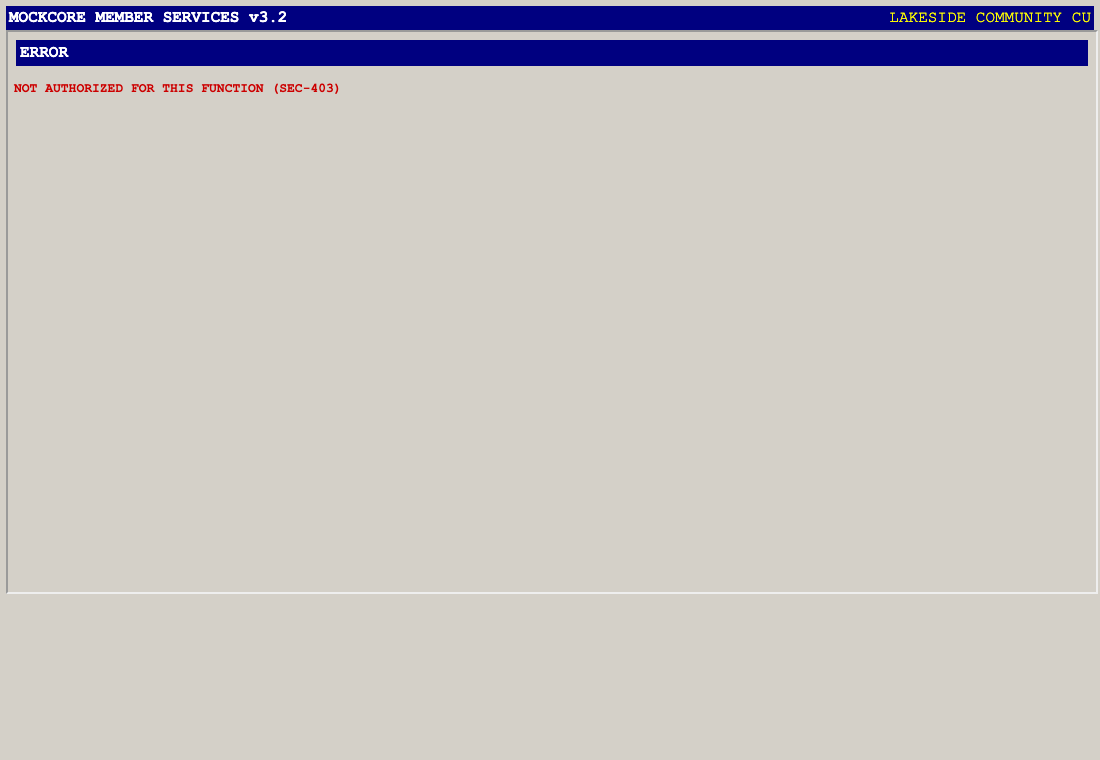 MOCKCORE MEMBER SERVICES v3.2 LAKESIDE COMMUNITY CU
ERROR
NOT AUTHORIZED FOR THIS FUNCTION (SEC-403)